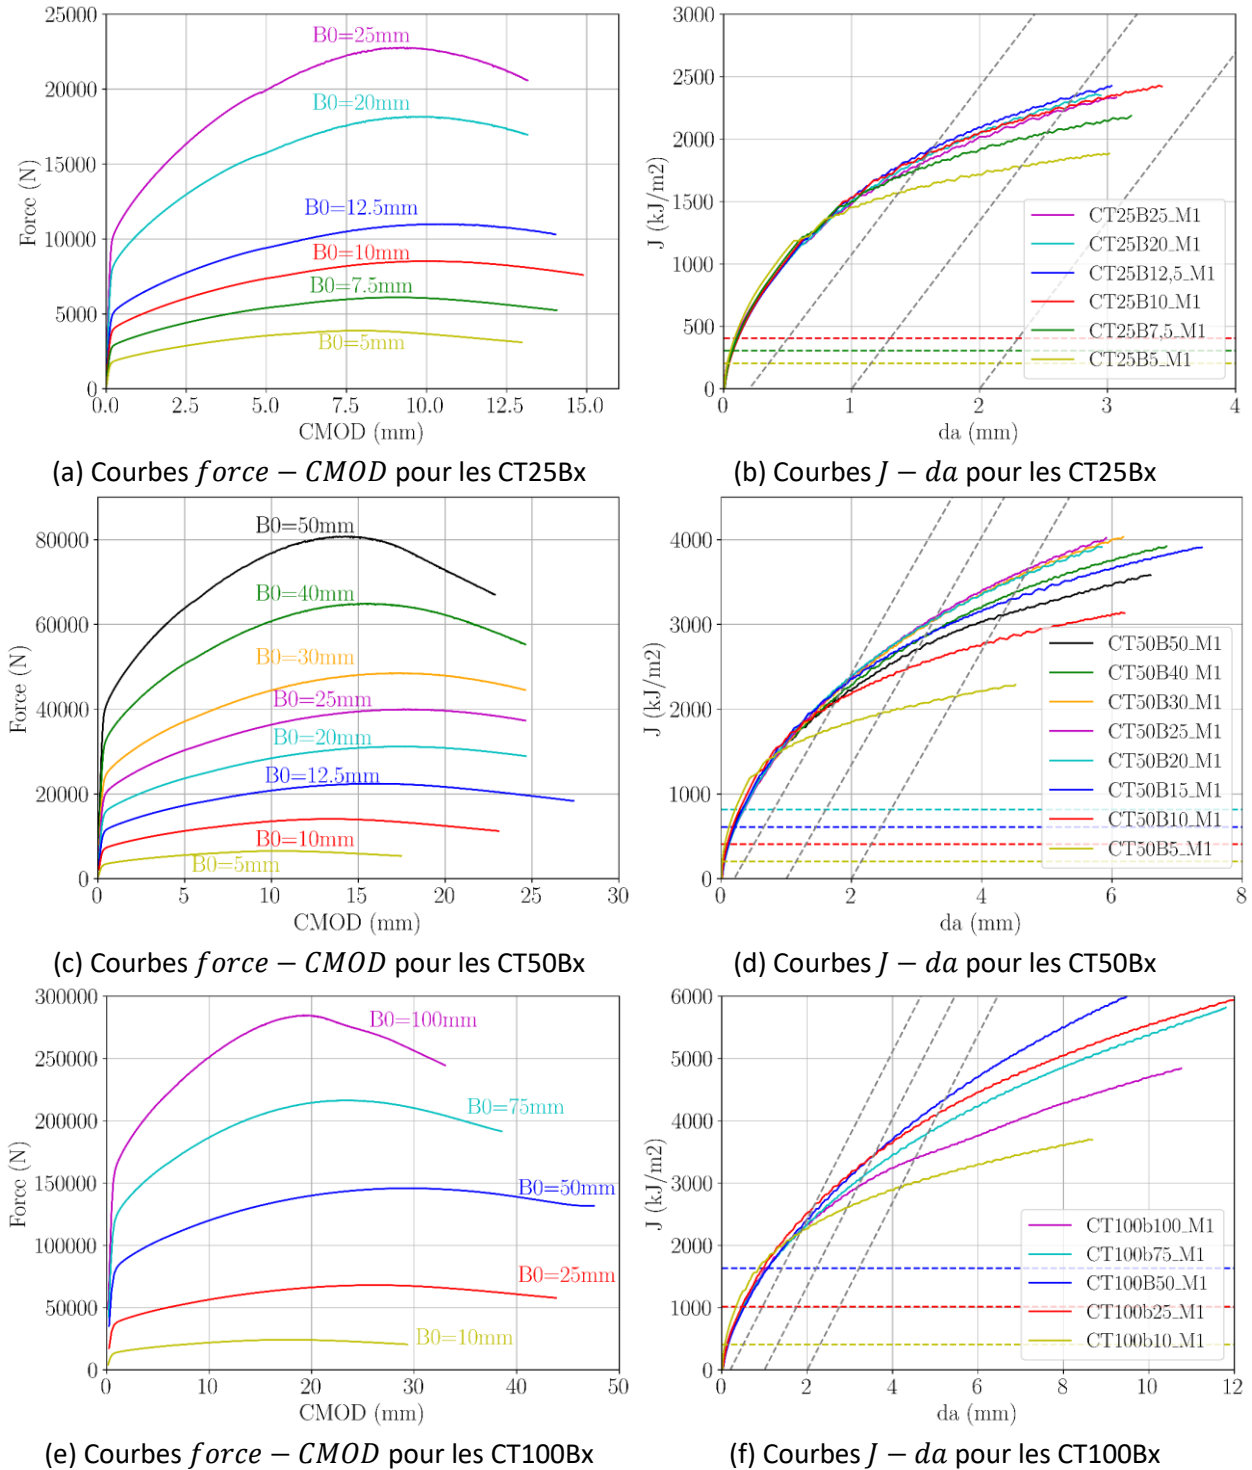 25000
20000
15000
10000
5000
0
Force (N)
B0=25mm
B0=20mm
B0=12.5mm
B0=10mm
B0=7.5mm
B0=5mm
0.0 2.5 5.0 7.5 10.0 12.5 15.0
CMOD (mm)
(a) Courbes force − CMOD pour les CT25Bx
3000
2500
2000
1500
1000
500
0
J (kJ/m2)
CT25B25_M1
CT25B20_M1
CT25B12,5_M1
CT25B10_M1
CT25B7,5_M1
CT25B5_M1
0 1 2 3 4
da (mm)
(b) Courbes J − da pour les CT25Bx
80000
60000
40000
20000
0
Force (N)
B0=50mm
B0=40mm
B0=30mm
B0=25mm
B0=20mm
B0=12.5mm
B0=10mm
B0=5mm
0 5 10 15 20 25 30
CMOD (mm)
(c) Courbes force − CMOD pour les CT50Bx
4000
3000
2000
1000
0
J (kJ/m2)
CT50B50_M1
CT50B40_M1
CT50B30_M1
CT50B25_M1
CT50B20_M1
CT50B15_M1
CT50B10_M1
CT50B5_M1
0 2 4 6 8
da (mm)
(d) Courbes J − da pour les CT50Bx
300000
250000
200000
150000
100000
50000
0
Force (N)
B0=100mm
B0=75mm
B0=50mm
B0=25mm
B0=10mm
0 10 20 30 40 50
CMOD (mm)
(e) Courbes force − CMOD pour les CT100Bx
6000
5000
4000
3000
2000
1000
0
J (kJ/m2)
CT100b100_M1
CT100b75_M1
CT100B50_M1
CT100b25_M1
CT100b10_M1
0 2 4 6 8 10 12
da (mm)
(f) Courbes J − da pour les CT100Bx